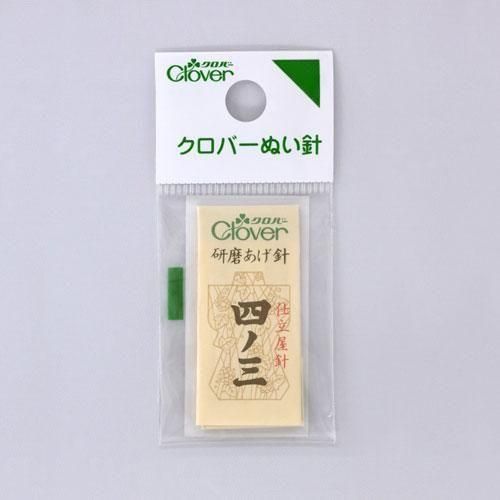 クロバー
Clover
クロバーぬい針
クロバー
Clover
研磨あげ針
四ノ三
仕立屋針